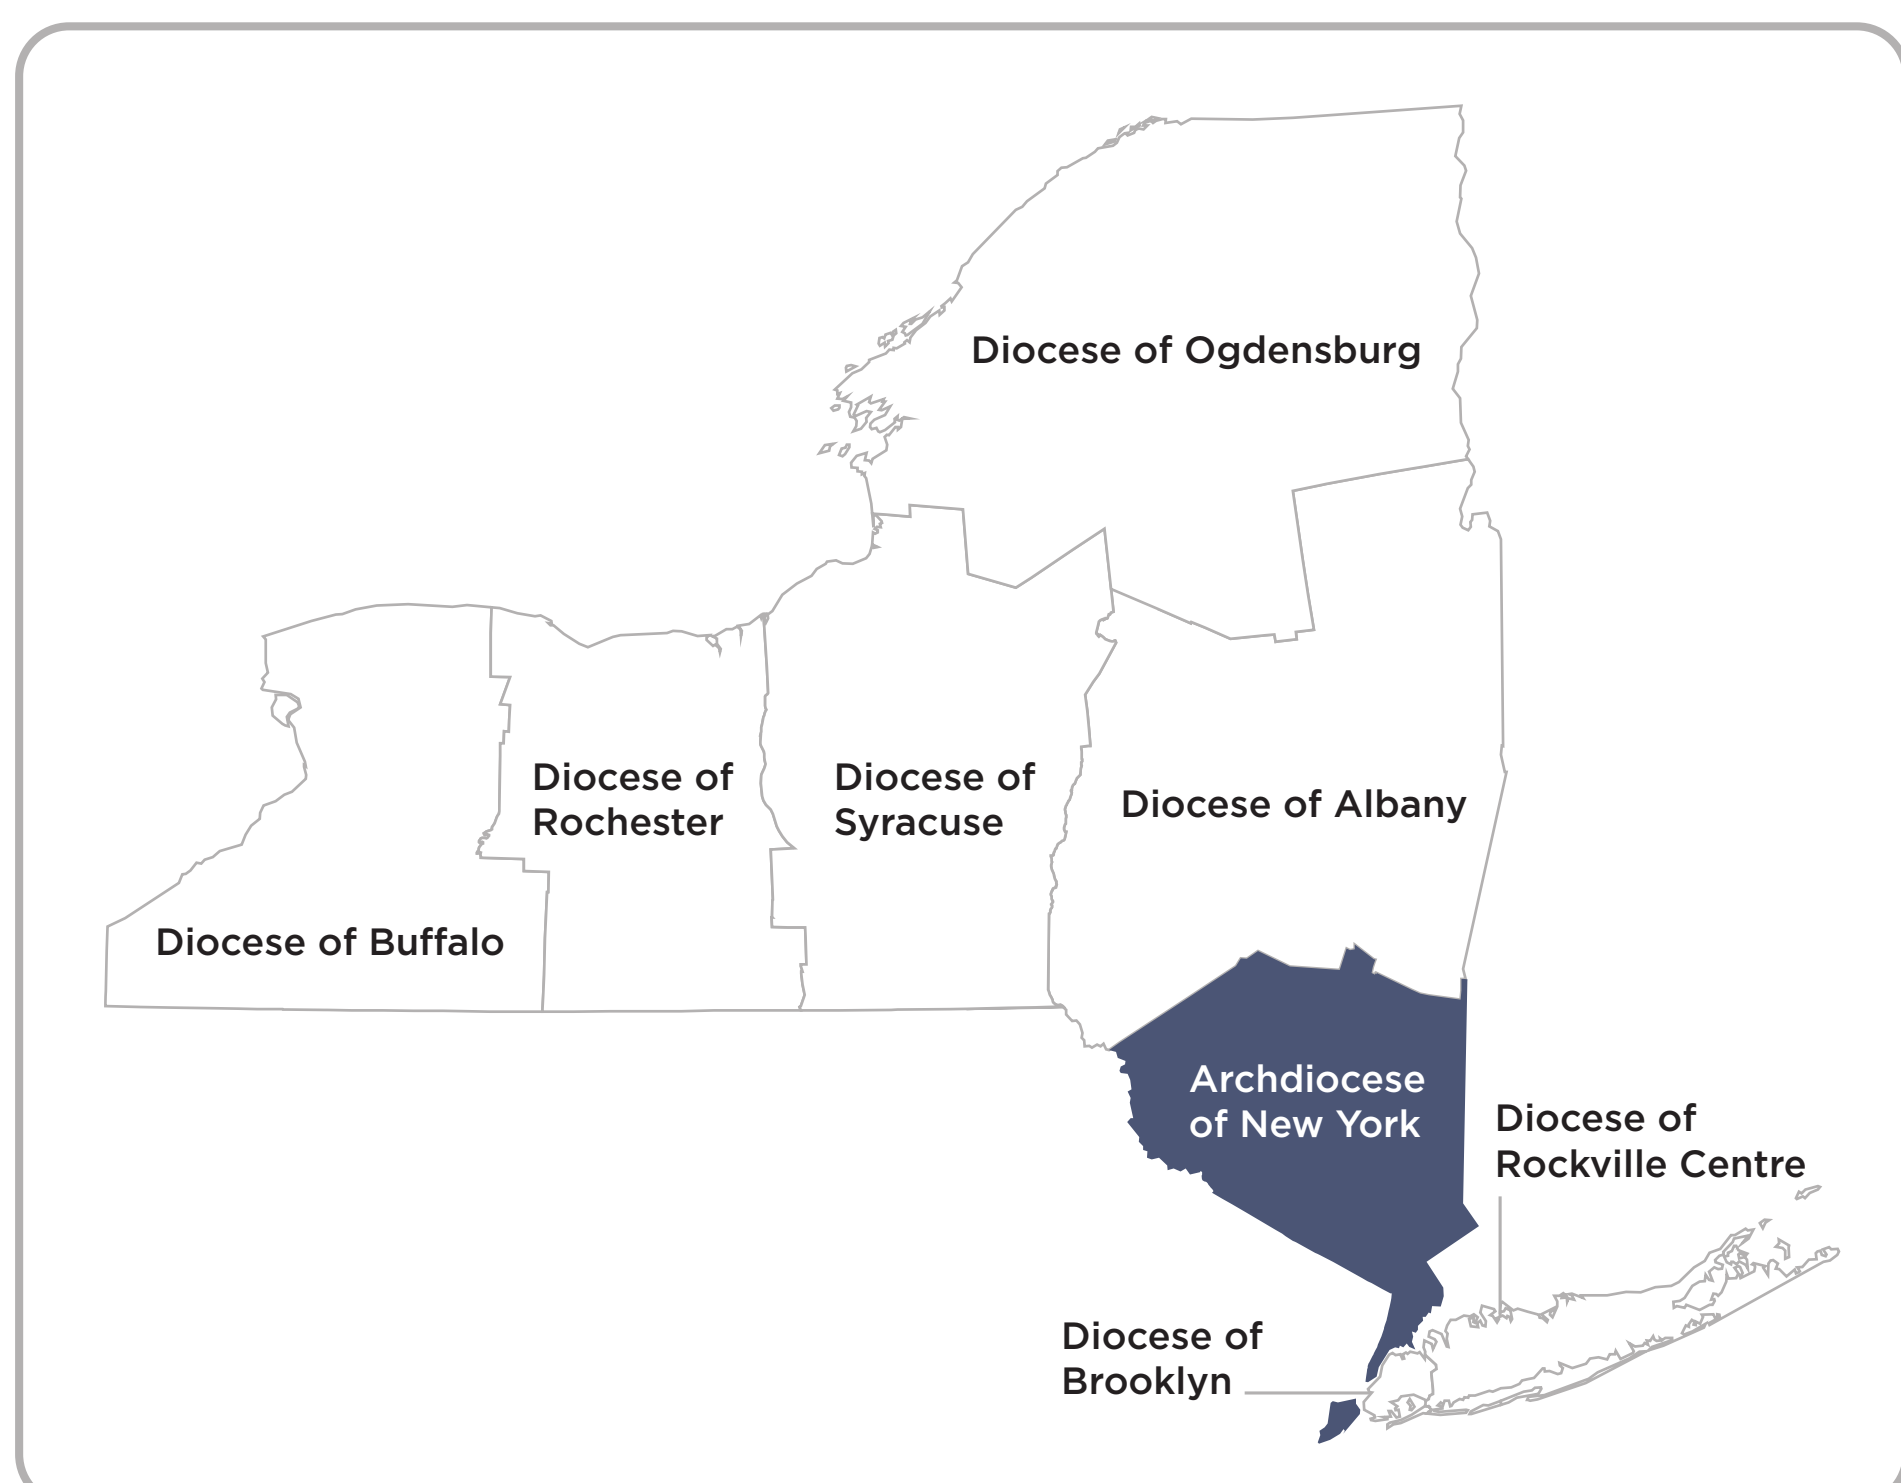 Diocese of Ogdensburg
Diocese of
Rochester
Diocese of
Syracuse
Diocese of Albany
Diocese of Buffalo
Archdiocese
of New York
Diocese of
Rockville Centre
Diocese of
Brooklyn